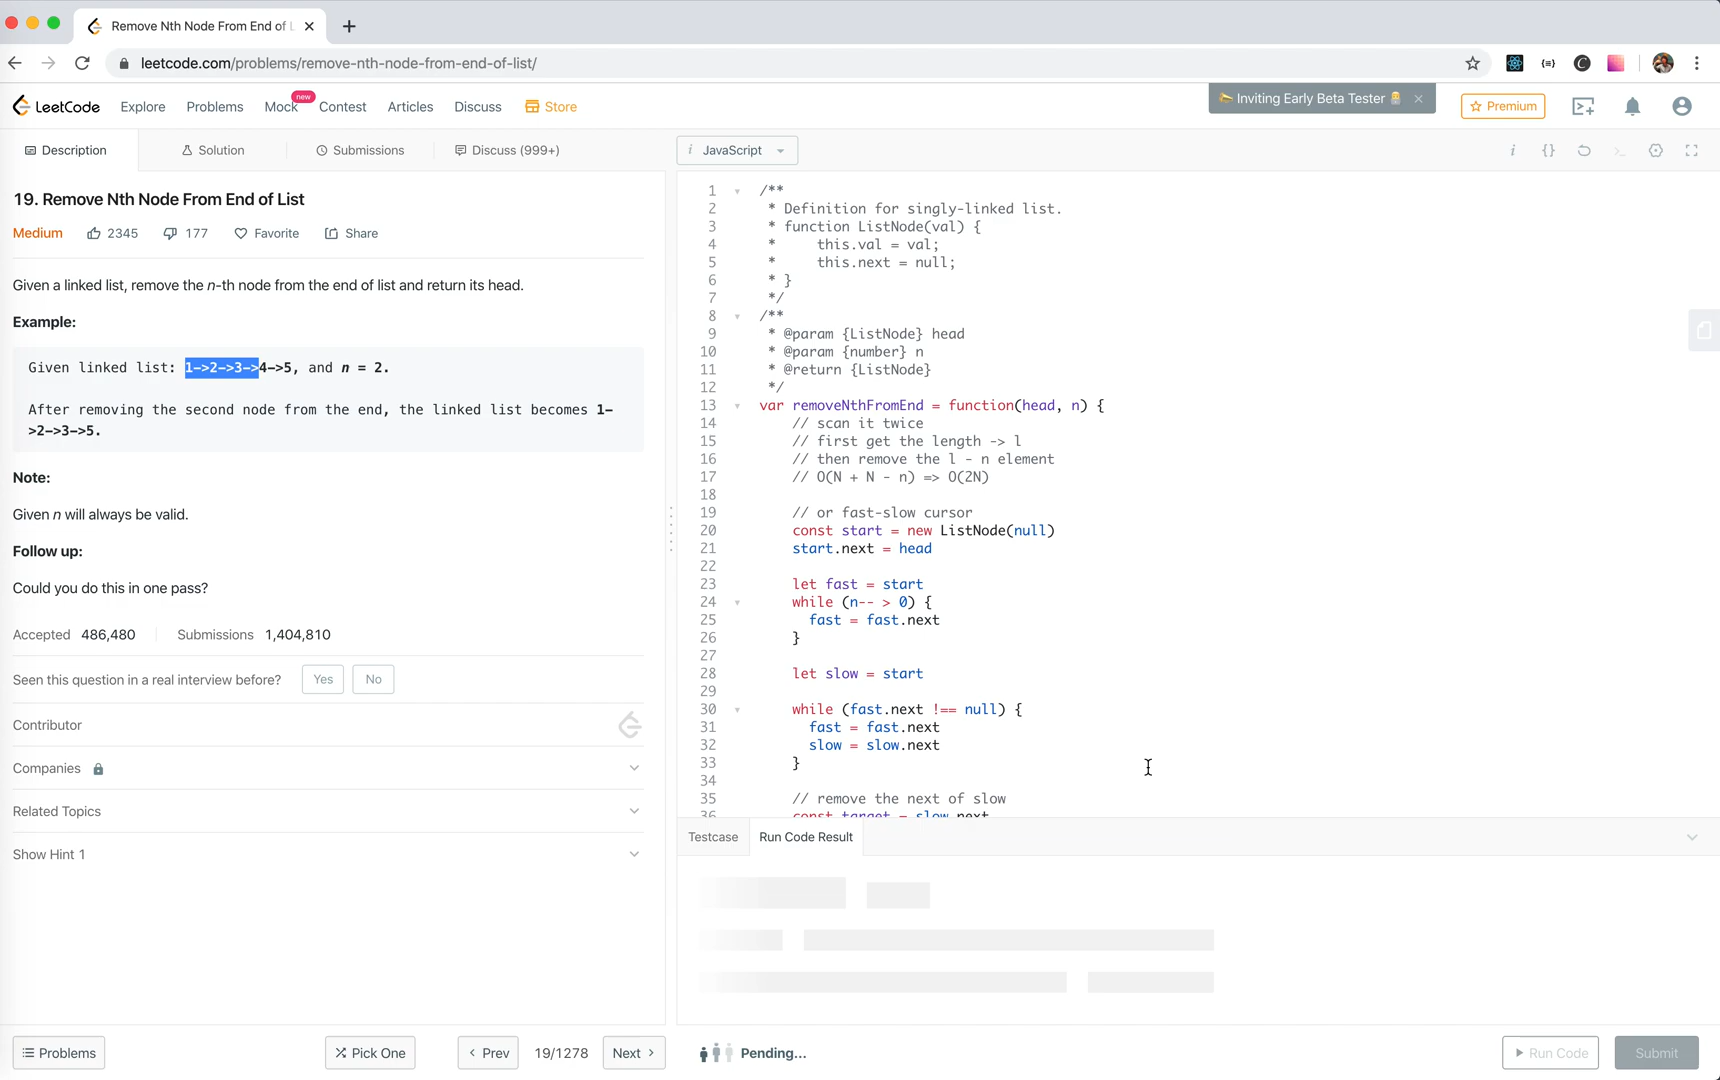 Remove Nth Node From End of L
leetcode.com/problems/remove-nth-node-from-end-of-list/
LeetCode
Explore
Problems
Mock
new
Contest
Articles
Discuss
Store
Inviting Early Beta Tester
Premium
Description
Solution
Submissions
Discuss (999+)
19. Remove Nth Node From End of List
Medium
2345
177
Favorite
Share
Given a linked list, remove the n-th node from the end of list and return its head.
Example:
Given linked list: 1->2->3->4->5, and n = 2.
After removing the second node from the end, the linked list becomes 1-
>2->3->5.
Note:
Given n will always be valid.
Follow up:
Could you do this in one pass?
Accepted 486,480
Submissions 1,404,810
Seen this question in a real interview before?
Yes
No
Contributor
Companies
Related Topics
Show Hint 1
Problems
Pick One
Prev
19/1278
Next
i JavaScript
1 /**
2  * Definition for singly-linked list.
3  * function ListNode(val) {
4  *     this.val = val;
5  *     this.next = null;
6  * }
7  */
8 /**
9  * @param {ListNode} head
10  * @param {number} n
11  * @return {ListNode}
12  */
13 var removeNthFromEnd = function(head, n) {
14     // scan it twice
15     // first get the length -> l
16     // then remove the l - n element
17     // O(N + N - n) => O(2N)
18
19     // or fast-slow cursor
20     const start = new ListNode(null)
21     start.next = head
22
23     let fast = start
24     while (n-- > 0) {
25       fast = fast.next
26     }
27
28     let slow = start
29
30     while (fast.next !== null) {
31       fast = fast.next
32       slow = slow.next
33     }
34
35     // remove the next of slow
36     const target = slow.next
Testcase
Run Code Result
Pending...
Run Code
Submit